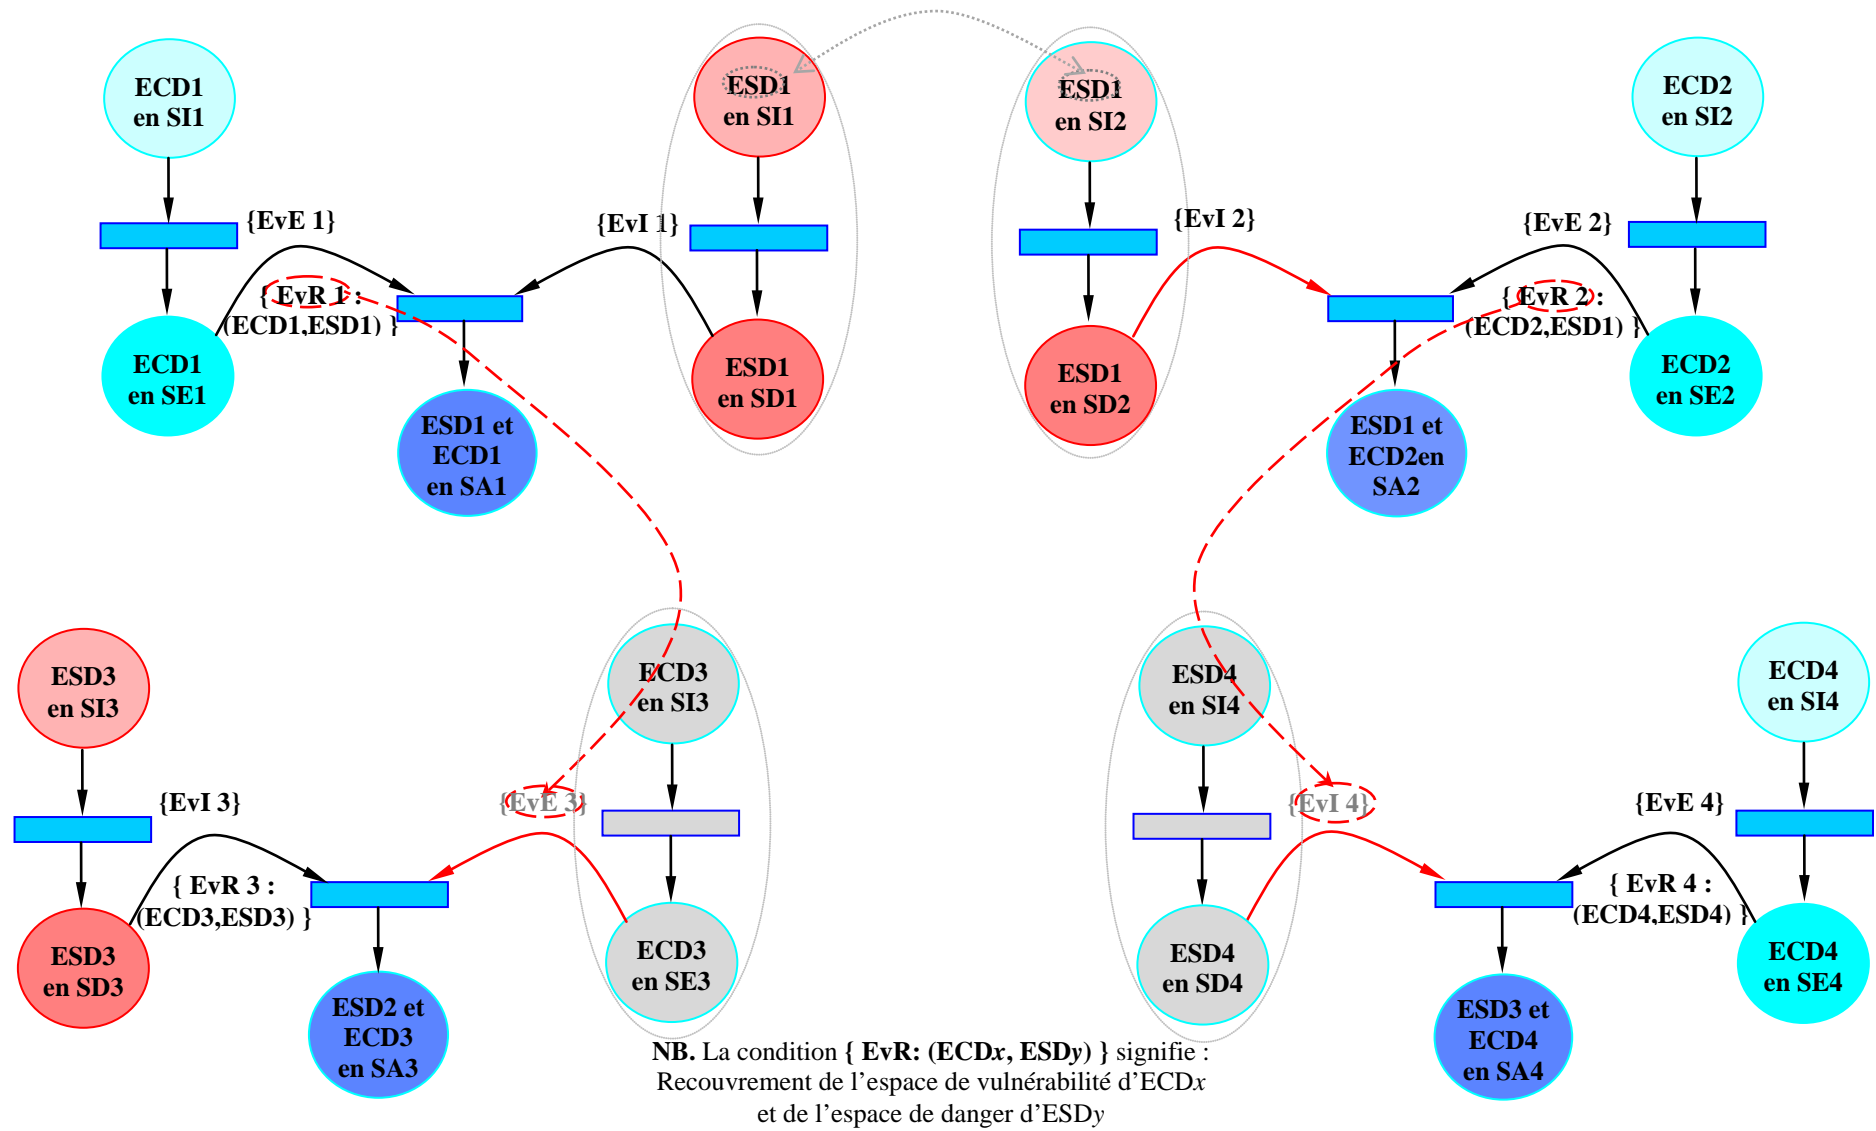 ECD1
en SI1
ESD1
en SI1
ESD1
en SI2
ECD2
en SI2
{EvE 1}
{EvI 1}
{EvI 2}
{EvE 2}
{ EvR 1 :
(ECD1,ESD1) }
{ EvR 2 :
(ECD2,ESD1) }
ECD1
en SE1
ESD1
en SD1
ESD1
en SD2
ECD2
en SE2
ESD1 et
ECD1
en SA1
ESD1 et
ECD2en
SA2
ESD3
en SI3
ECD3
en SI3
ESD4
en SI4
ECD4
en SI4
{EvI 3}
{EvE 3}
{EvI 4}
{EvE 4}
{ EvR 3 :
(ECD3,ESD3) }
{ EvR 4 :
(ECD4,ESD4) }
ESD3
en SD3
ECD3
en SE3
ESD4
en SD4
ECD4
en SE4
ESD2 et
ECD3
en SA3
ESD3 et
ECD4
en SA4
NB. La condition { EvR: (ECDx, ESDy) } signifie :
Recouvrement de l’espace de vulnérabilité d’ECDx
et de l’espace de danger d’ESDy